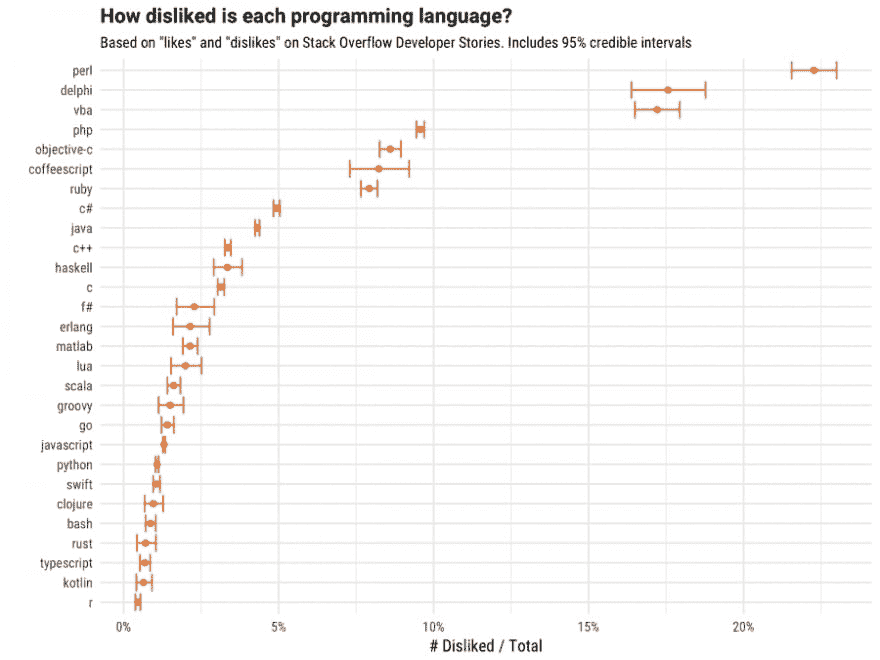 How disliked is each programming language?
Based on "likes" and "dislikes" on Stack Overflow Developer Stories. Includes 95% credible intervals
perl
delphi
vba
php
objective-c
coffeescript
ruby
c#
java
c++
haskell
c
f#
erlang
matlab
lua
scala
groovy
go
javascript
python
swift
clojure
bash
rust
typescript
kotlin
r
0% 5% 10% 15% 20%
# Disliked / Total